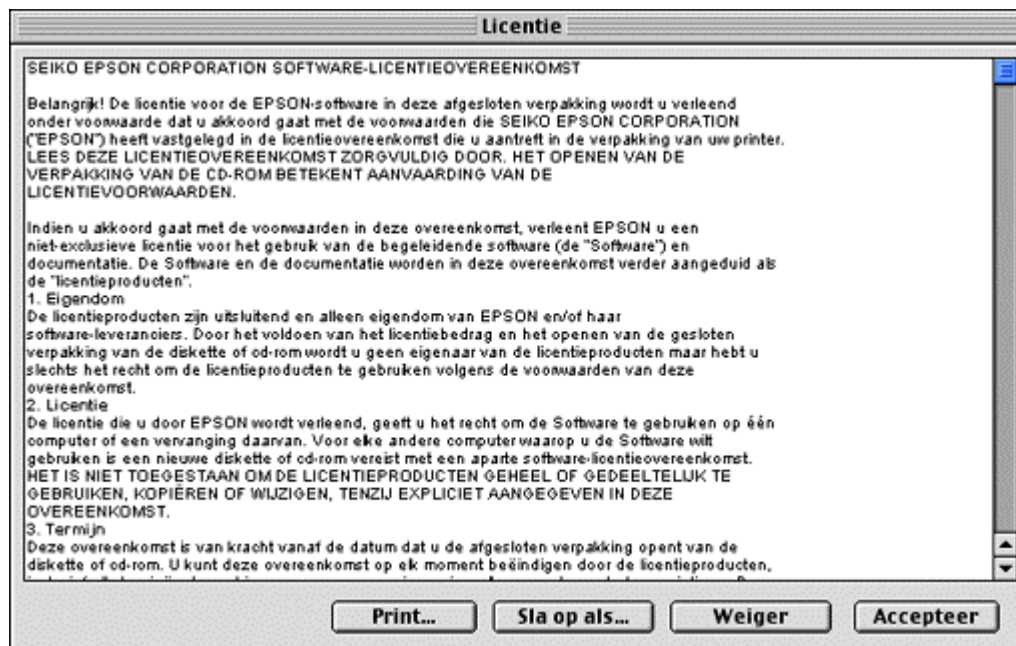 Licentie
SEIKO EPSON CORPORATION SOFTWARE-LICENTIEOVEREENKOMST
Belangrijk! De licentie voor de EPSON-software in deze afgesloten verpakking wordt u verleend
onder voorwaarde dat u akkoord gaat met de voorwaarden die SEIKO EPSON CORPORATION
("EPSON") heeft vastgelegd in de licentieovereenkomst die u aantreft in de verpakking van uw printer.
LEES DEZE LICENTIEOVEREENKOMST ZORGVULDIG DOOR. HET OPENEN VAN DE
VERPAKKING VAN DE CD-ROM BETEKENT AANVAARDING VAN DE
LICENTIEVOORWAARDEN.
Indien u akkoord gaat met de voorwaarden in deze overeenkomst, verleent EPSON u een
niet-exclusieve licentie voor het gebruik van de begeleidende software (de "Software") en
documentatie. De Software en de documentatie worden in deze overeenkomst verder aangeduid als
de "licentieproducten".
1. Eigendom
De licentieproducten zijn uitsluitend en alleen eigendom van EPSON en/of haar
software-leveranciers. Door het voldoen van het licentiebedrag en het openen van de gesloten
verpakking van de diskette of cd-rom wordt u geen eigenaar van de licentieproducten maar hebt u
slechts het recht om de licentieproducten te gebruiken volgens de voorwaarden van deze
overeenkomst.
2. Licentie
De licentie die u door EPSON wordt verleend, geeft u het recht om de Software te gebruiken op één
computer of een vervanging daarvan. Voor elke andere computer waarop u de Software wilt
gebruiken is een nieuwe diskette of cd-rom vereist met een aparte software-licentieovereenkomst.
HET IS NIET TOEGESTAAN OM DE LICENTIEPRODUCTEN GEHEEL OF GEDEELTELIJK TE
GEBRUIKEN, KOPIËREN OF WIJZIGEN, TENZIJ EXPLICIET AANGEGEVEN IN DEZE
OVEREENKOMST.
3. Termijn
Deze overeenkomst is van kracht vanaf de datum dat u de afgesloten verpakking opent van de
diskette of cd-rom. U kunt deze overeenkomst op elk moment beëindigen door de licentieproducten,
Print... Sla op als... Weiger Accepteer